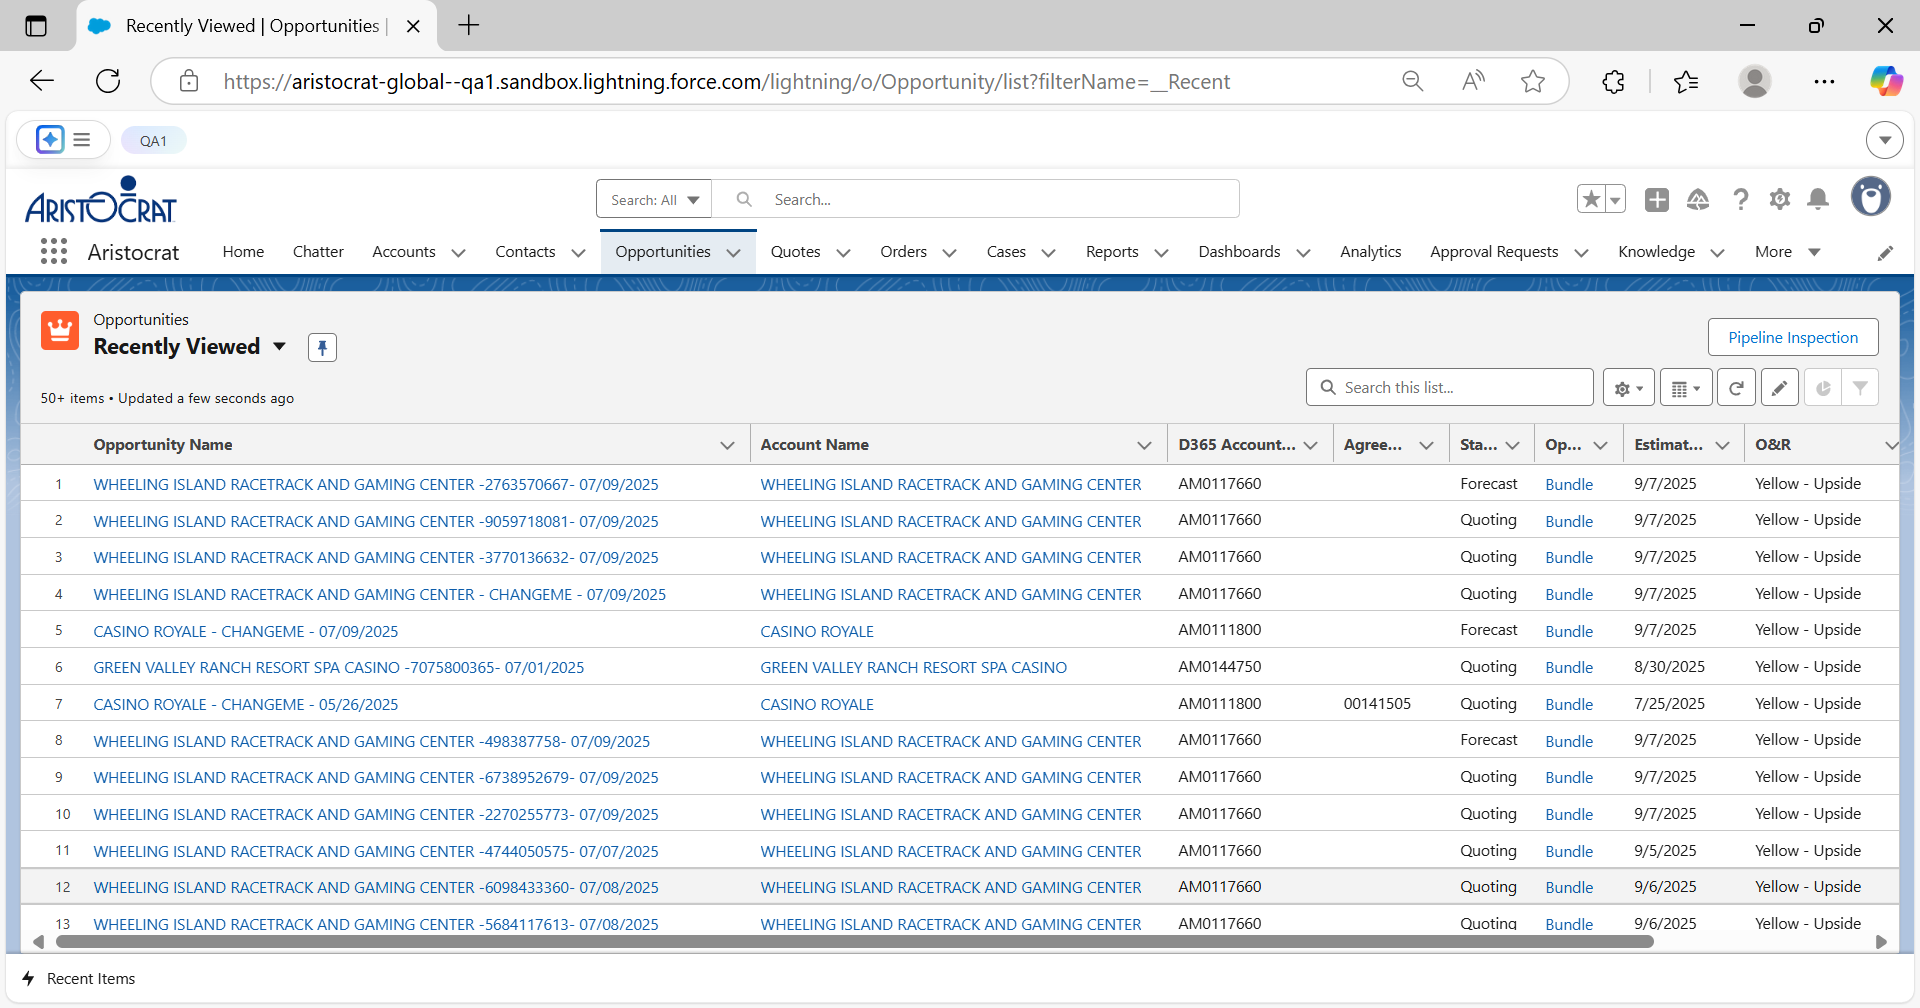 Recently Viewed | Opportunities |
https://aristocrat-global--qa1.sandbox.lightning.force.com/lightning/o/Opportunity/list?filterName=__Recent
QA1
ARISTOCRAT
Search: All
Search...
Aristocrat
Home
Chatter
Accounts
Contacts
Opportunities
Quotes
Orders
Cases
Reports
Dashboards
Analytics
Approval Requests
Knowledge
More
Opportunities
Recently Viewed
Pipeline Inspection
50+ items • Updated a few seconds ago
Search this list...
Opportunity Name Account Name D365 Account... Agree... Sta... Op... Estimat... O&R
1 WHEELING ISLAND RACETRACK AND GAMING CENTER -2763570667- 07/09/2025 WHEELING ISLAND RACETRACK AND GAMING CENTER AM0117660 Forecast Bundle 9/7/2025 Yellow - Upside
2 WHEELING ISLAND RACETRACK AND GAMING CENTER -9059718081- 07/09/2025 WHEELING ISLAND RACETRACK AND GAMING CENTER AM0117660 Quoting Bundle 9/7/2025 Yellow - Upside
3 WHEELING ISLAND RACETRACK AND GAMING CENTER -3770136632- 07/09/2025 WHEELING ISLAND RACETRACK AND GAMING CENTER AM0117660 Quoting Bundle 9/7/2025 Yellow - Upside
4 WHEELING ISLAND RACETRACK AND GAMING CENTER - CHANGEME - 07/09/2025 WHEELING ISLAND RACETRACK AND GAMING CENTER AM0117660 Quoting Bundle 9/7/2025 Yellow - Upside
5 CASINO ROYALE - CHANGEME - 07/09/2025 CASINO ROYALE AM0111800 Forecast Bundle 9/7/2025 Yellow - Upside
6 GREEN VALLEY RANCH RESORT SPA CASINO -7075800365- 07/01/2025 GREEN VALLEY RANCH RESORT SPA CASINO AM0144750 Quoting Bundle 8/30/2025 Yellow - Upside
7 CASINO ROYALE - CHANGEME - 05/26/2025 CASINO ROYALE AM0111800 00141505 Quoting Bundle 7/25/2025 Yellow - Upside
8 WHEELING ISLAND RACETRACK AND GAMING CENTER -498387758- 07/09/2025 WHEELING ISLAND RACETRACK AND GAMING CENTER AM0117660 Forecast Bundle 9/7/2025 Yellow - Upside
9 WHEELING ISLAND RACETRACK AND GAMING CENTER -6738952679- 07/09/2025 WHEELING ISLAND RACETRACK AND GAMING CENTER AM0117660 Quoting Bundle 9/7/2025 Yellow - Upside
10 WHEELING ISLAND RACETRACK AND GAMING CENTER -2270255773- 07/09/2025 WHEELING ISLAND RACETRACK AND GAMING CENTER AM0117660 Quoting Bundle 9/7/2025 Yellow - Upside
11 WHEELING ISLAND RACETRACK AND GAMING CENTER -4744050575- 07/07/2025 WHEELING ISLAND RACETRACK AND GAMING CENTER AM0117660 Quoting Bundle 9/5/2025 Yellow - Upside
12 WHEELING ISLAND RACETRACK AND GAMING CENTER -6098433360- 07/08/2025 WHEELING ISLAND RACETRACK AND GAMING CENTER AM0117660 Quoting Bundle 9/6/2025 Yellow - Upside
13 WHEELING ISLAND RACETRACK AND GAMING CENTER -5684117613- 07/08/2025 WHEELING ISLAND RACETRACK AND GAMING CENTER AM0117660 Quoting Bundle 9/6/2025 Yellow - Upside
Recent Items